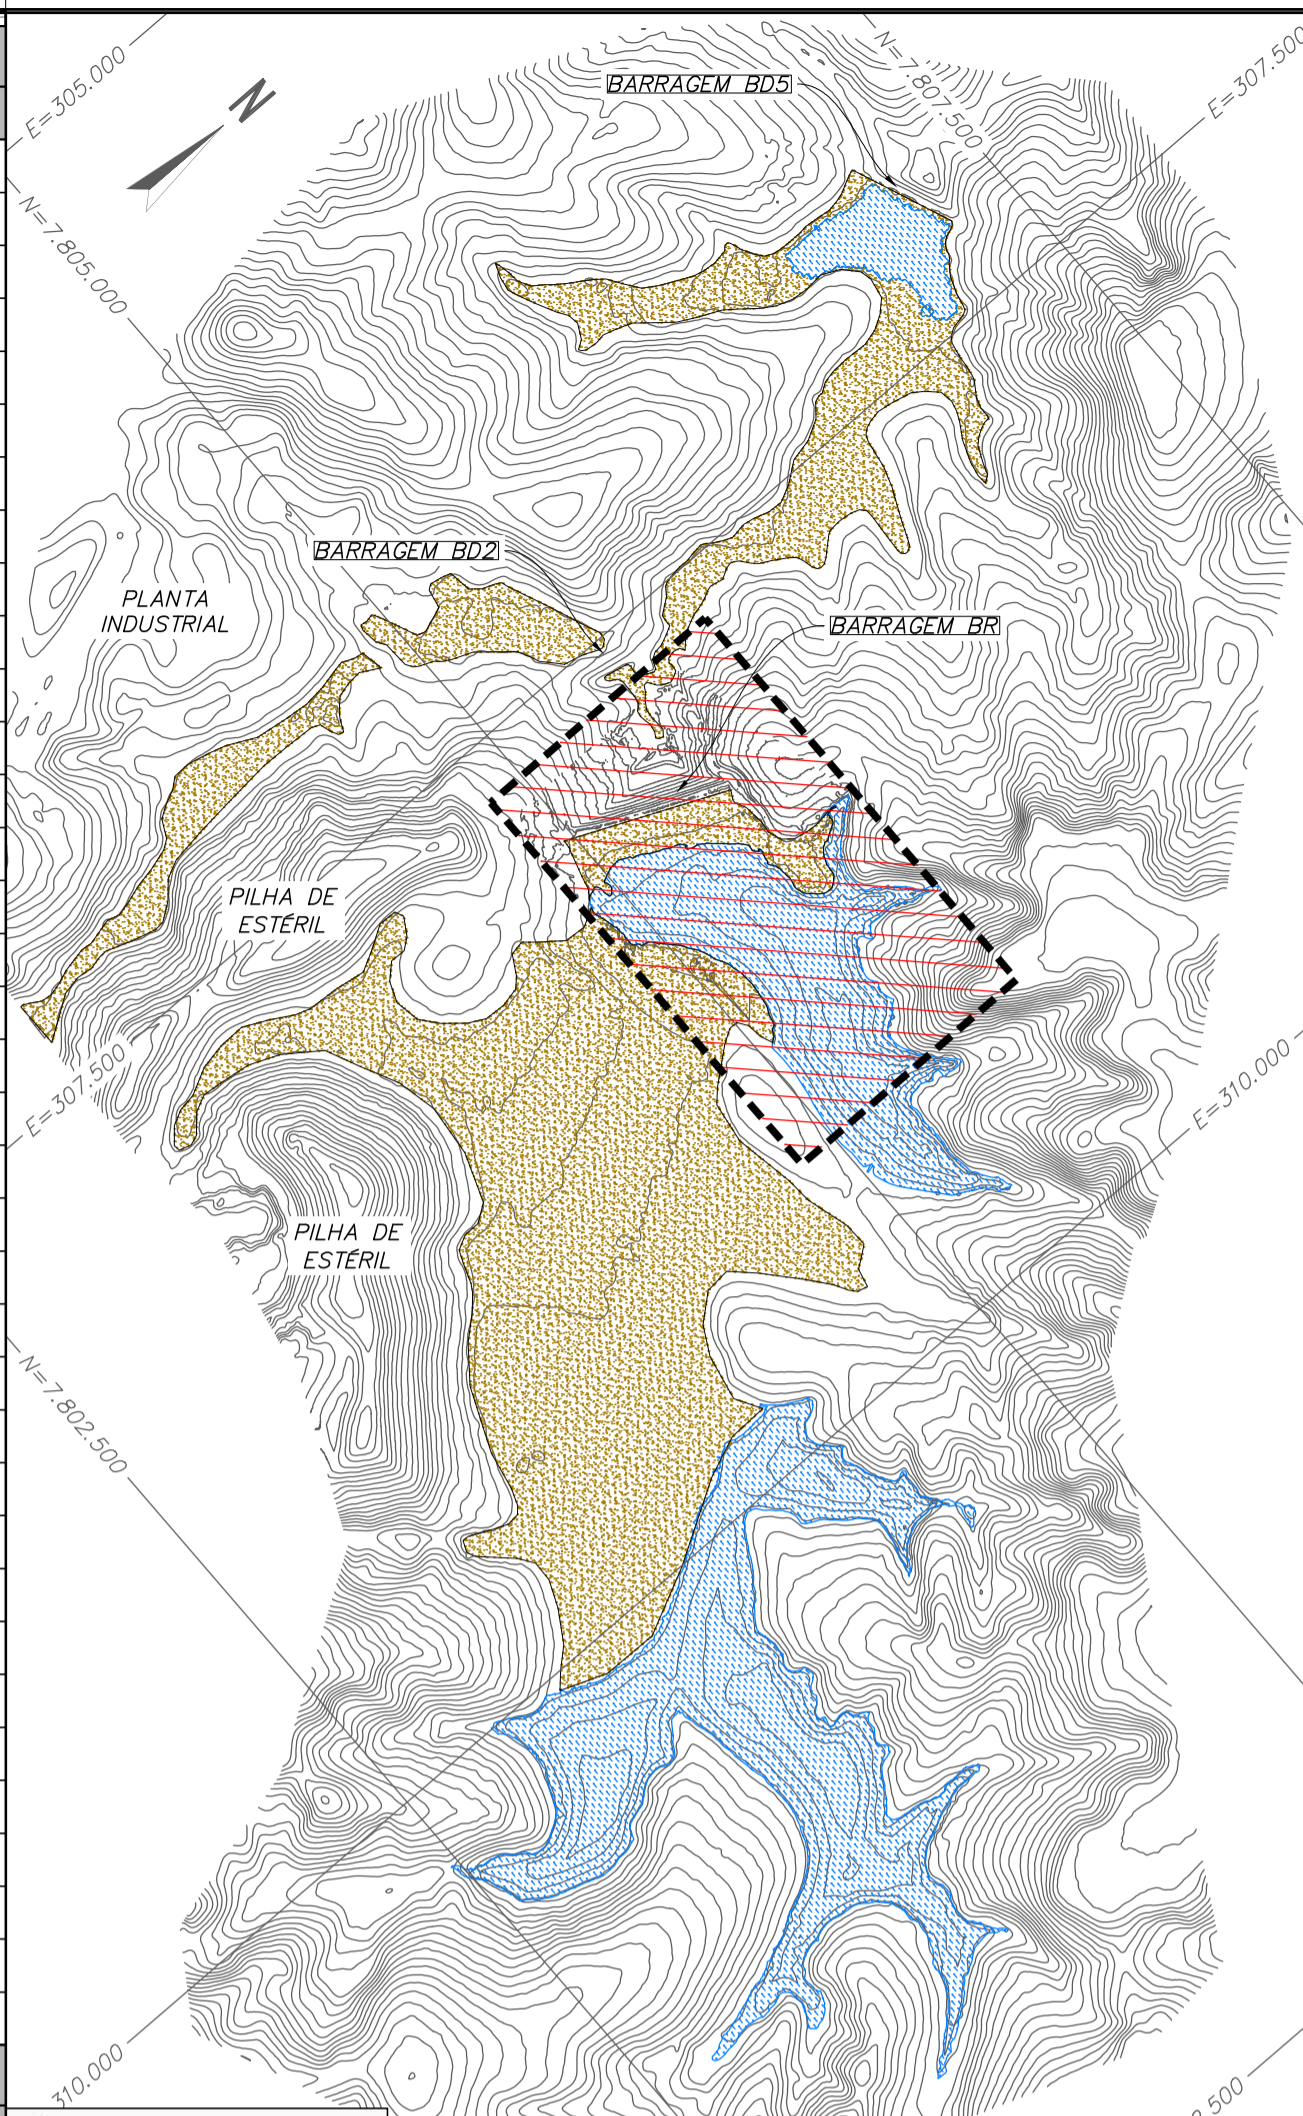 BARRAGEM BD5
E=305.000
N=7.807.500
E=307.500
N
N=7.805.000
BARRAGEM BD2
PLANTA
INDUSTRIAL
BARRAGEM BR
PILHA DE
ESTÉRIL
E=307.500
E=310.000
PILHA DE
ESTÉRIL
N=7.802.500
310.000
.500